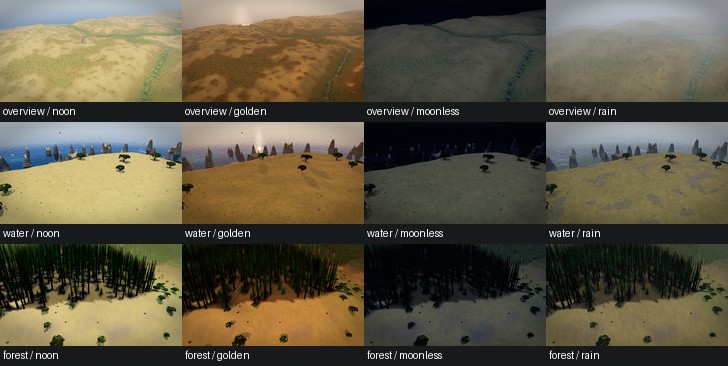 overview / noon
overview / golden
overview / moonless
overview / rain
water / noon
water / golden
water / moonless
water / rain
forest / noon
forest / golden
forest / moonless
forest / rain